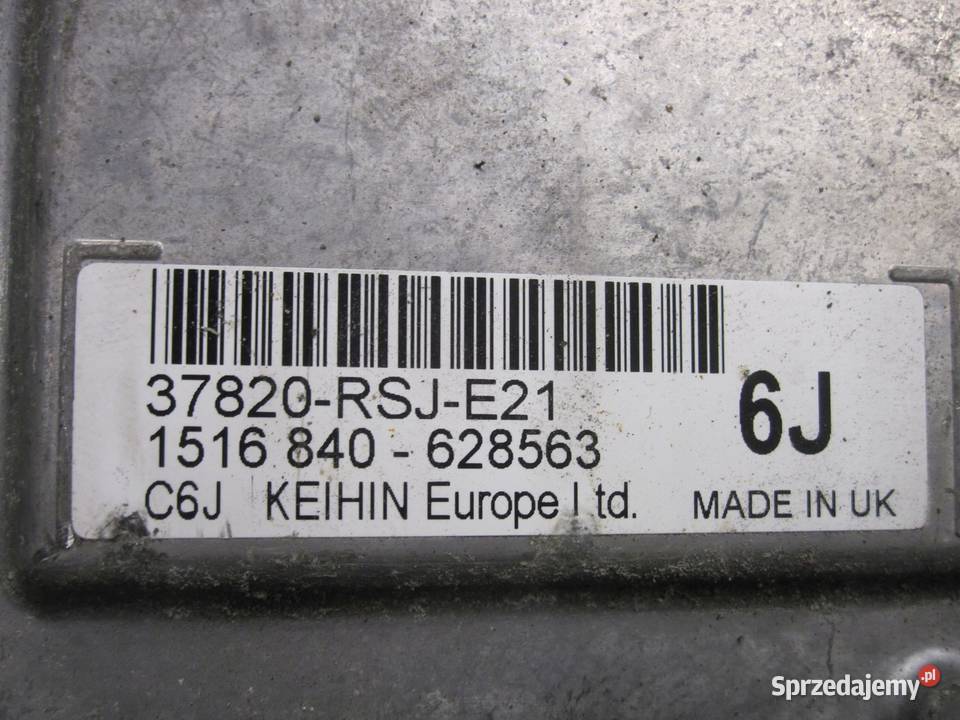 37820-RSJ-E21
6J
1516 840 - 628563
C6J KEIHIN Europe Ltd. MADE IN UK
Sprzedajemy.pl